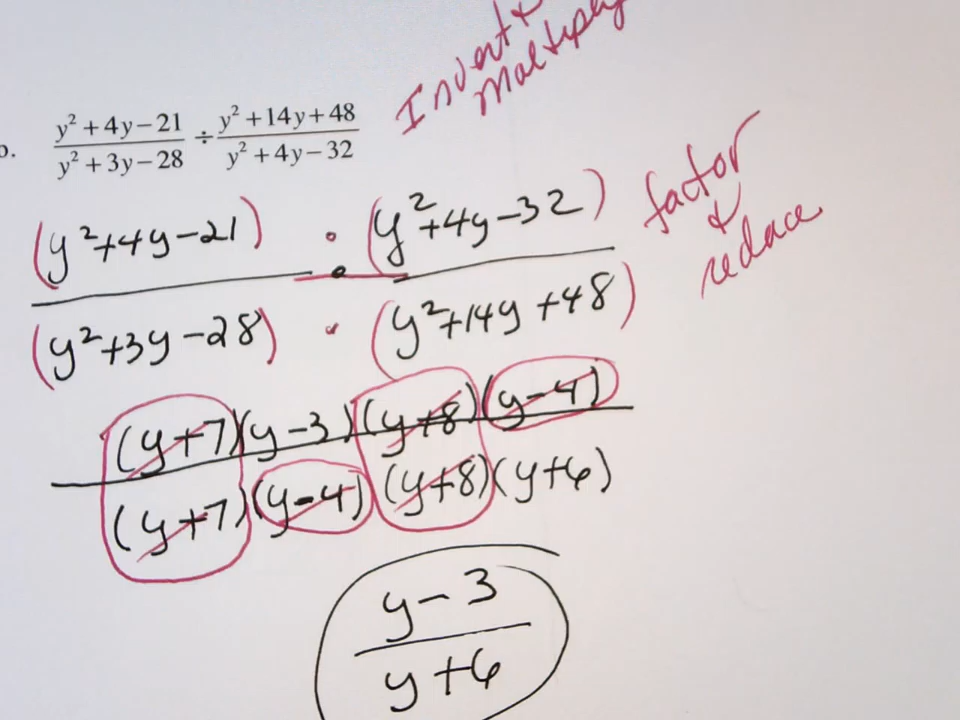 Invert &
Multiply
b. (y²+4y−21)/(y²+3y−28) ÷ (y²+14y+48)/(y²+4y−32)
factor
&
reduce
(y²+4y−21) · (y²+4y−32)
(y²+3y−28) · (y²+14y+48)
(y+7)(y−3)(y+8)(y−4)
(y+7)(y−4)(y+8)(y+6)
y−3
y+6